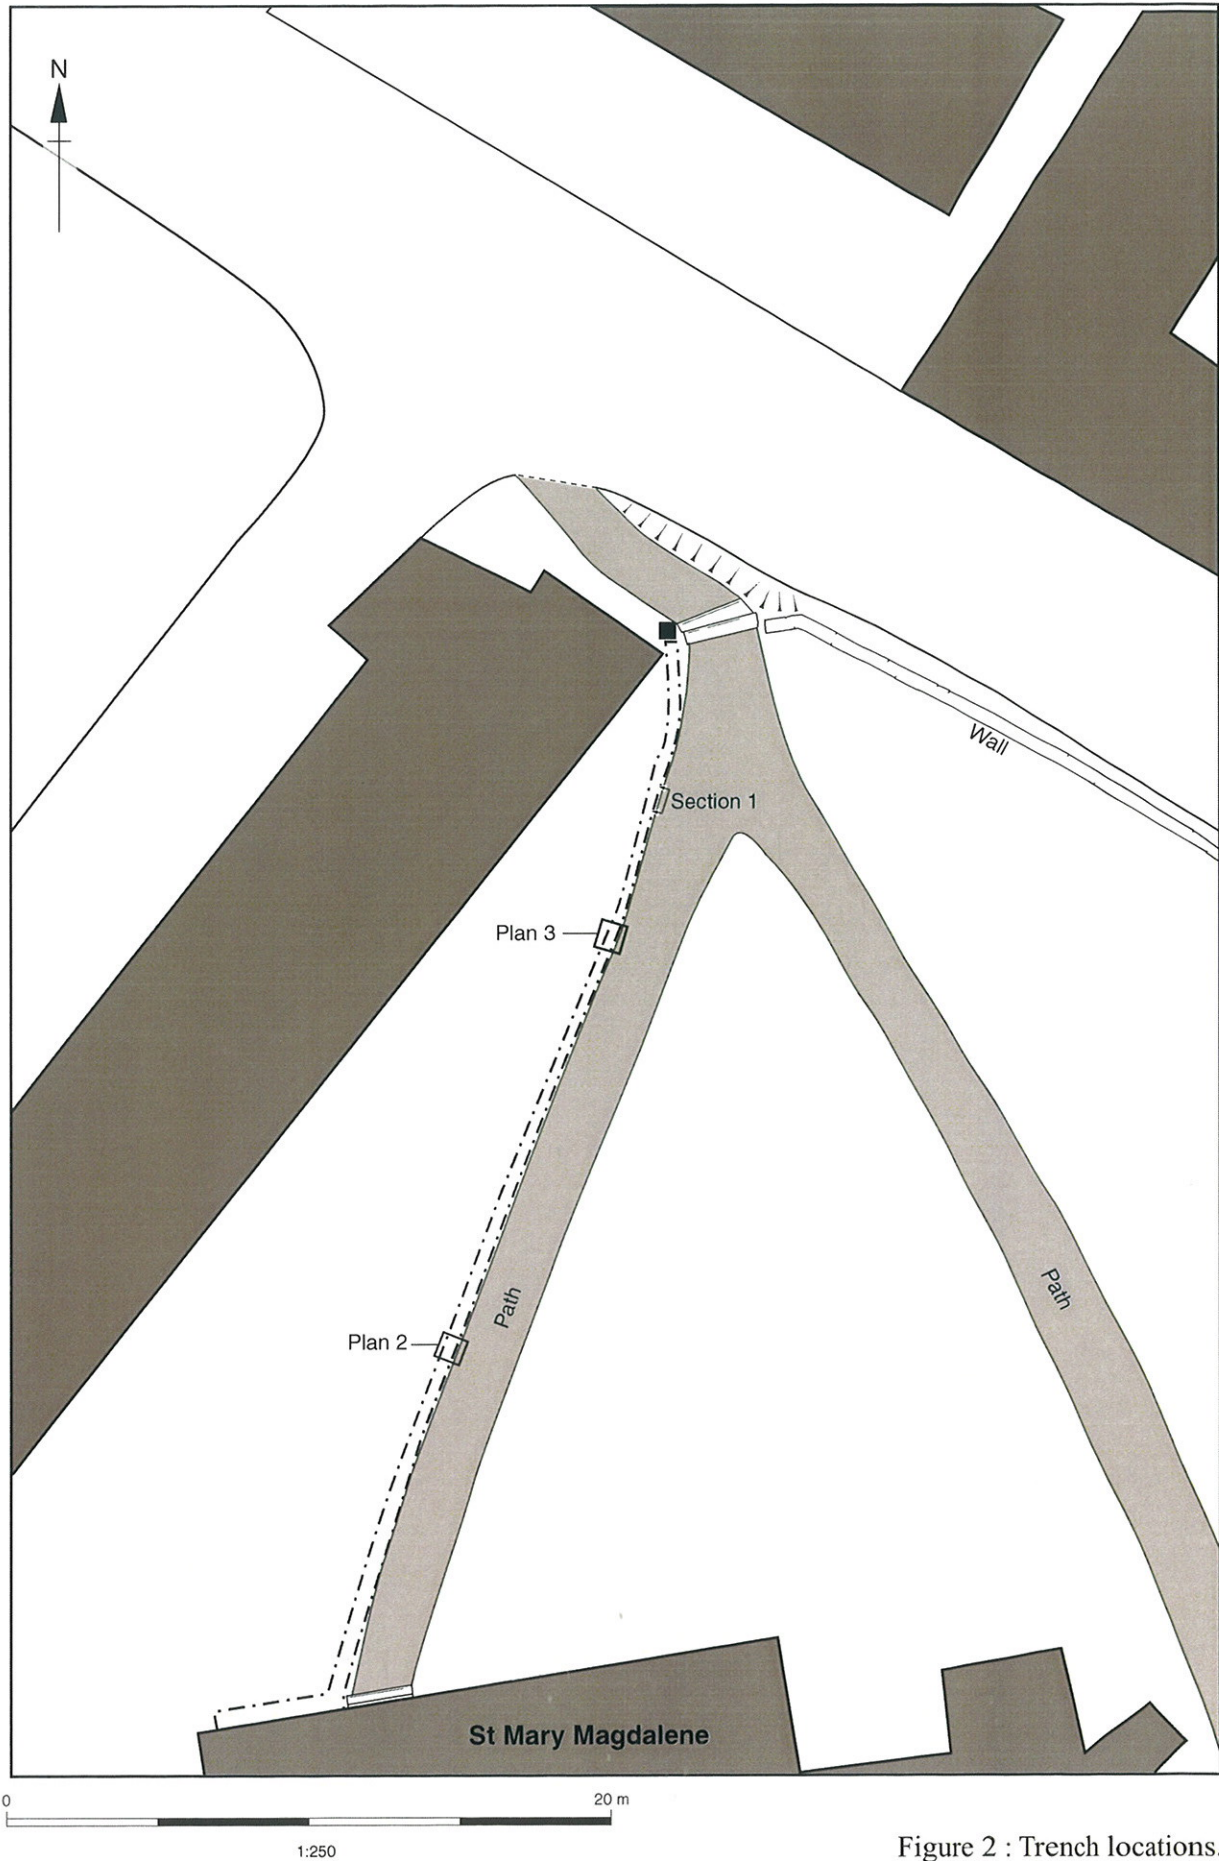 N
Wall
Section 1
Plan 3
Path
Path
Plan 2
St Mary Magdalene
0
20 m
1:250
Figure 2 : Trench locations.